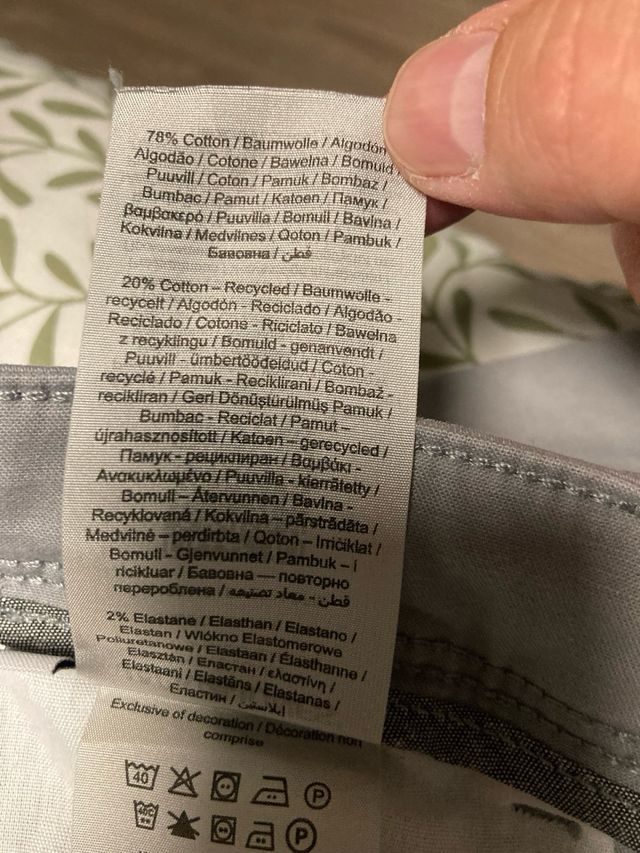 78% Cotton / Baumwolle / Algodón
Algodão / Cotone / Bawełna / Bomuld
Puuvill / Coton / Pamuk / Bombaž /
Bumbac / Pamut / Katoen / Памук /
βαμβακερό / Puuvilla / Bomull / Bavlna /
Kokvilna / Medvilnės / Qoton / Pambuk /
Бавовна / قطن
20% Cotton – Recycled / Baumwolle -
recycelt / Algodón - Reciclado / Algodão -
Reciclado / Cotone - Riciclato / Bawełna
z recyklingu / Bomuld - genanvendt /
Puuvill - ümbertöödeldud / Coton -
recyclé / Pamuk - Reciklirani / Bombaž -
recikliran / Geri Dönüştürülmüş Pamuk /
Bumbac - Reciclat / Pamut –
újrahasznosított / Katoen – gerecycled /
Памук - рециклиран / Βαμβάκι -
Ανακυκλωμένο / Puuvilla - kierrätetty /
Bomull – Återvunnen / Bavlna -
Recyklovaná / Kokvilna – pārstrādāta /
Medvilnė – perdirbta / Qoton – Irriċiklat /
Bomull - Gjenvunnet / Pambuk – i
riciklluar / Бавовна — повторно
перероблена / قطن - معاد تصنيعه
2% Elastane / Elasthan / Elastano /
Elastan / Włókno Elastomerowe
Poliuretanowe / Elastaan / Élasthanne /
Elasztán / Еластан / ελαστίνη /
Elastaani / Elastāns / Elastanas /
Еластин / إيلاستين
Exclusive of decoration / Décoration non
comprise
40 P
40C P